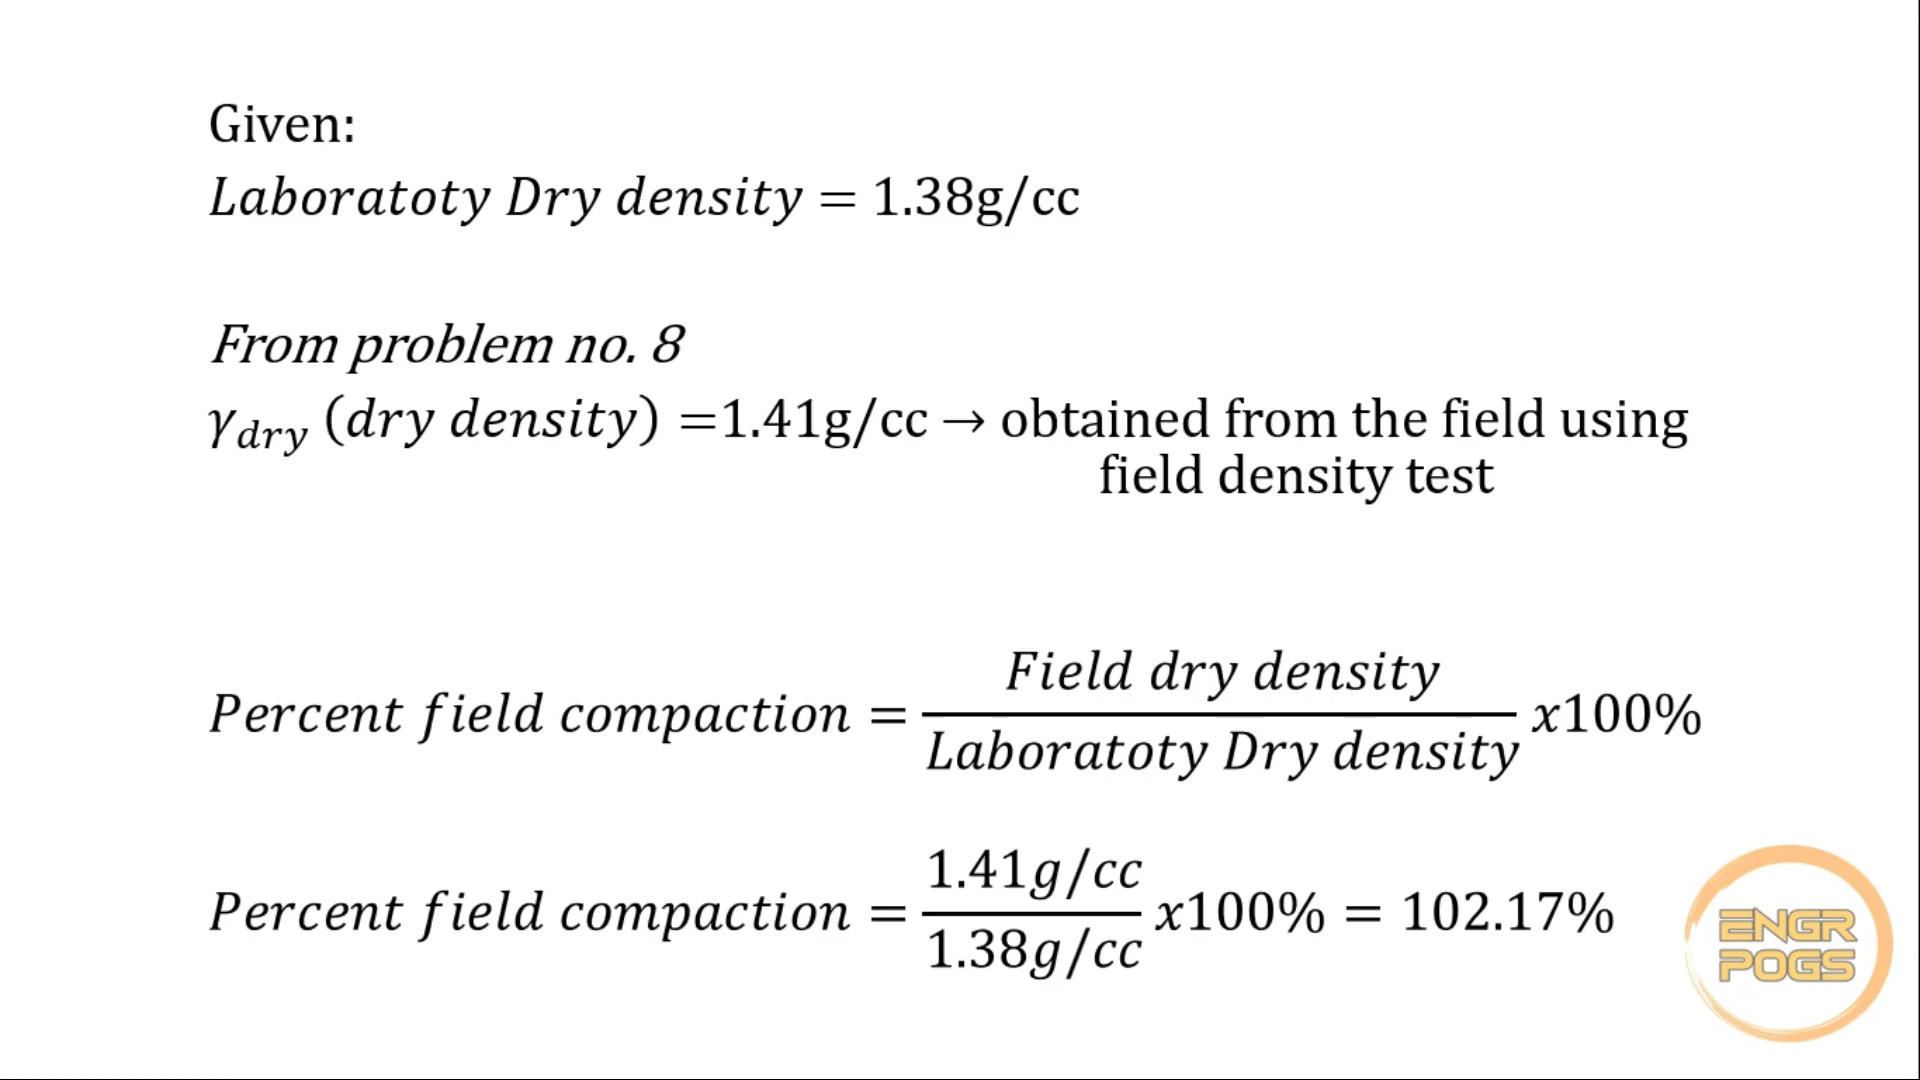 Given:
Laboratoty Dry density = 1.38g/cc
From problem no. 8
γdry (dry density) =1.41g/cc → obtained from the field using
field density test
Percent field compaction = Field dry density / Laboratoty Dry density x100%
Percent field compaction = 1.41g/cc / 1.38g/cc x100% = 102.17%
ENGR
POGS